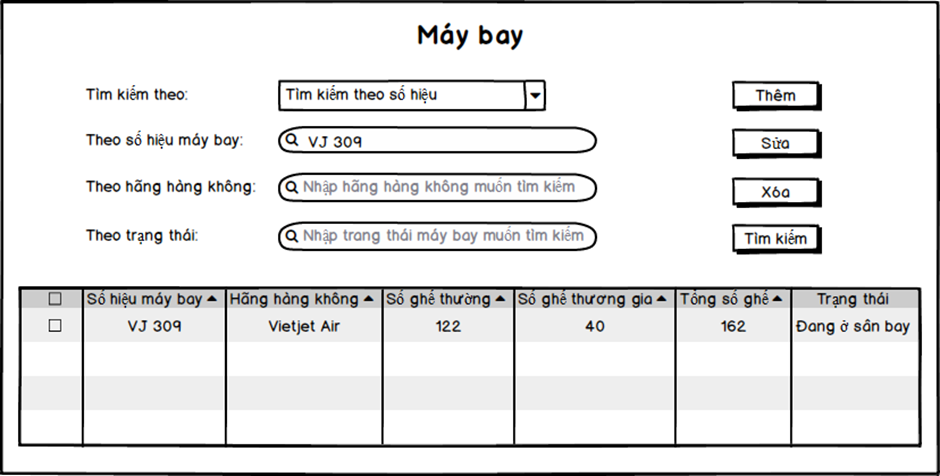 Máy bay
Tìm kiếm theo: Tìm kiếm theo số hiệu Thêm
Theo số hiệu máy bay: VJ 309 Sửa
Theo hãng hàng không: Nhập hãng hàng không muốn tìm kiếm Xóa
Theo trạng thái: Nhập trang thái máy bay muốn tìm kiếm Tìm kiếm
Số hiệu máy bay Hãng hàng không Số ghế thường Số ghế thương gia Tổng số ghế Trạng thái
VJ 309 Vietjet Air 122 40 162 Đang ở sân bay